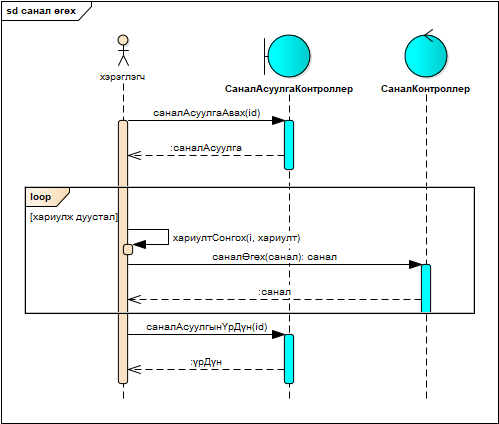 sd санал өгөх
хэрэглэгч
СаналАсуулгаКонтроллер
СаналКонтроллер
саналАсуулгаАвах(id)
:саналАсуулга
loop
[хариулж дуустал]
хариултСонгох(i, хариулт)
саналӨгөх(санал): санал
:санал
саналАсуулгынҮрДүн(id)
:үрДүн